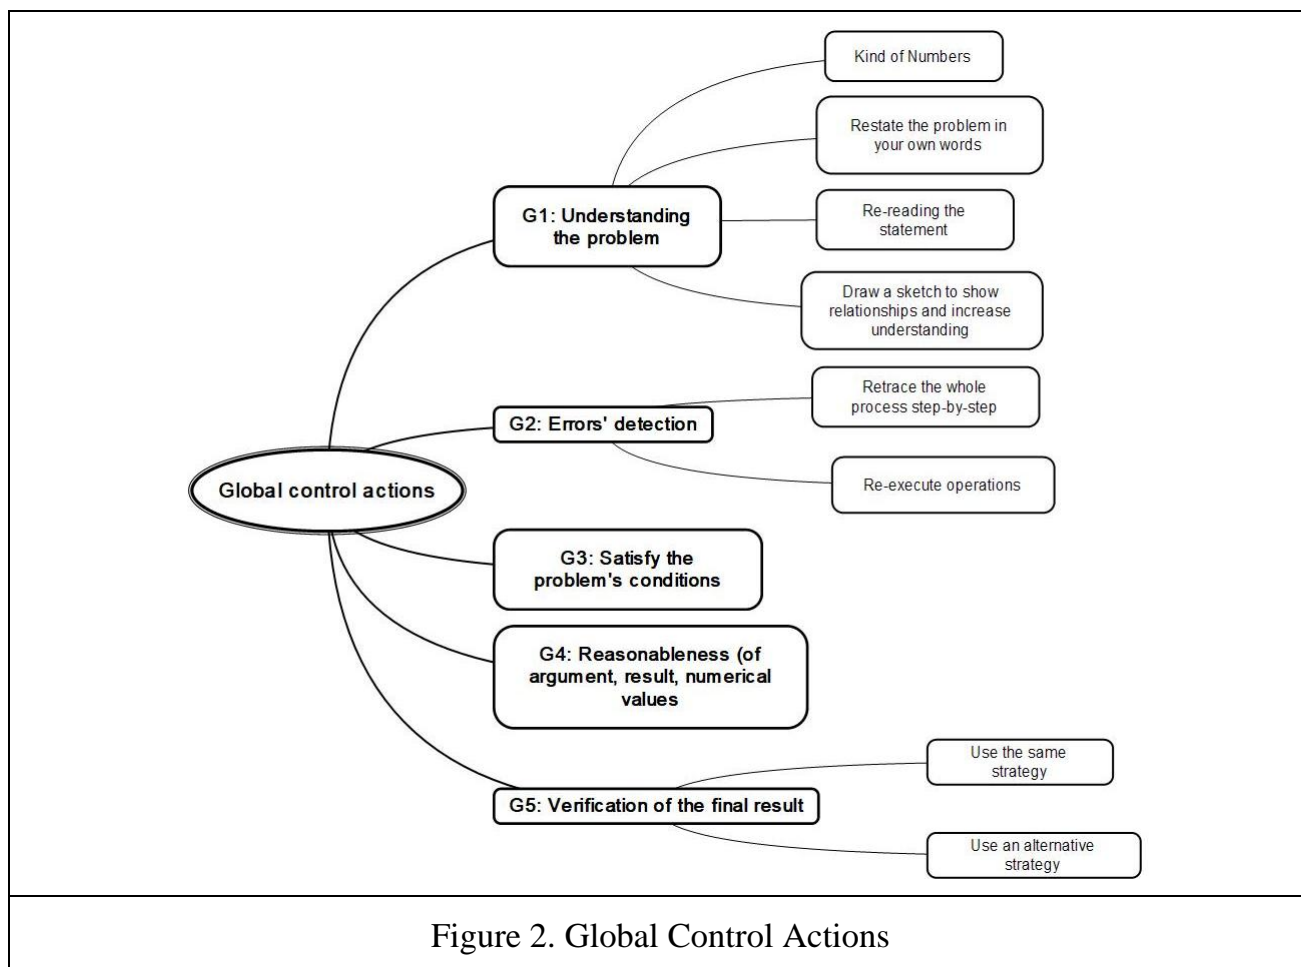 Kind of Numbers
Restate the problem in
your own words
G1: Understanding
the problem
Re-reading the
statement
Draw a sketch to show
relationships and increase
understanding
Retrace the whole
process step-by-step
G2: Errors' detection
Re-execute operations
Global control actions
G3: Satisfy the
problem's conditions
G4: Reasonableness (of
argument, result, numerical
values
Use the same
strategy
G5: Verification of the final result
Use an alternative
strategy
Figure 2. Global Control Actions